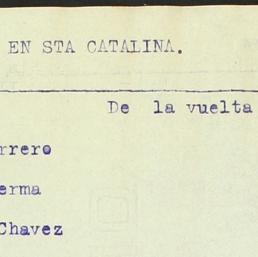 EN STA CATALINA.
De la vuelta
rrero
erma
Chavez